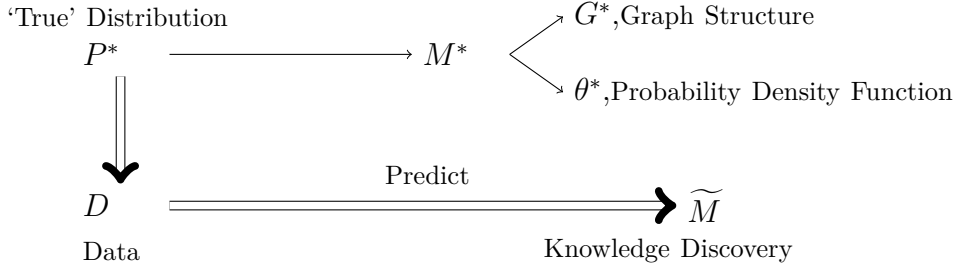 ‘True’ Distribution
P* M*
G*,Graph Structure
θ*,Probability Density Function
Predict
D M̃
Data
Knowledge Discovery